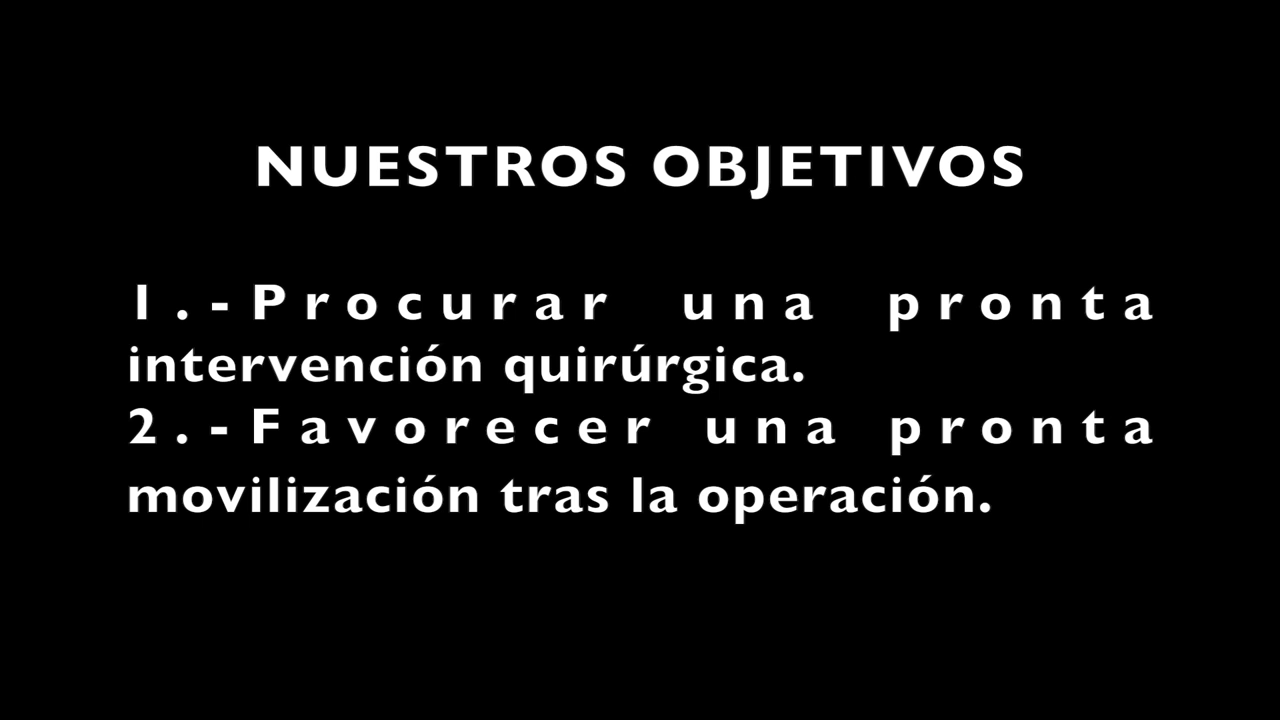 NUESTROS OBJETIVOS
1.-Procurar una pronta
intervención quirúrgica.
2.-Favorecer una pronta
movilización tras la operación.